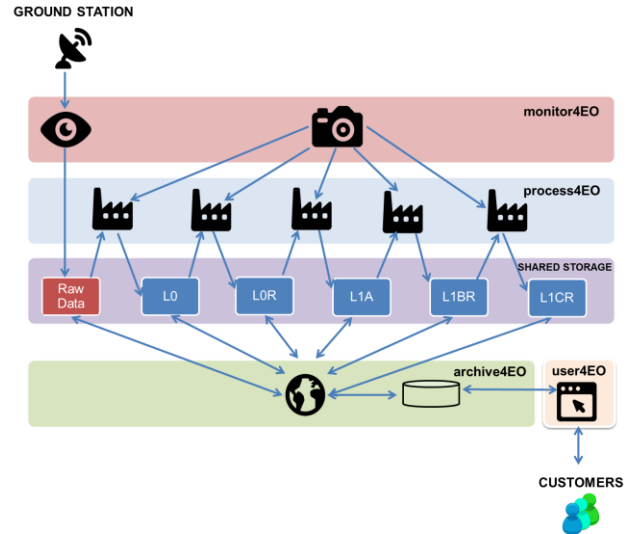 GROUND STATION
monitor4EO
process4EO
SHARED STORAGE
Raw
Data
L0
L0R
L1A
L1BR
L1CR
archive4EO
user4EO
CUSTOMERS